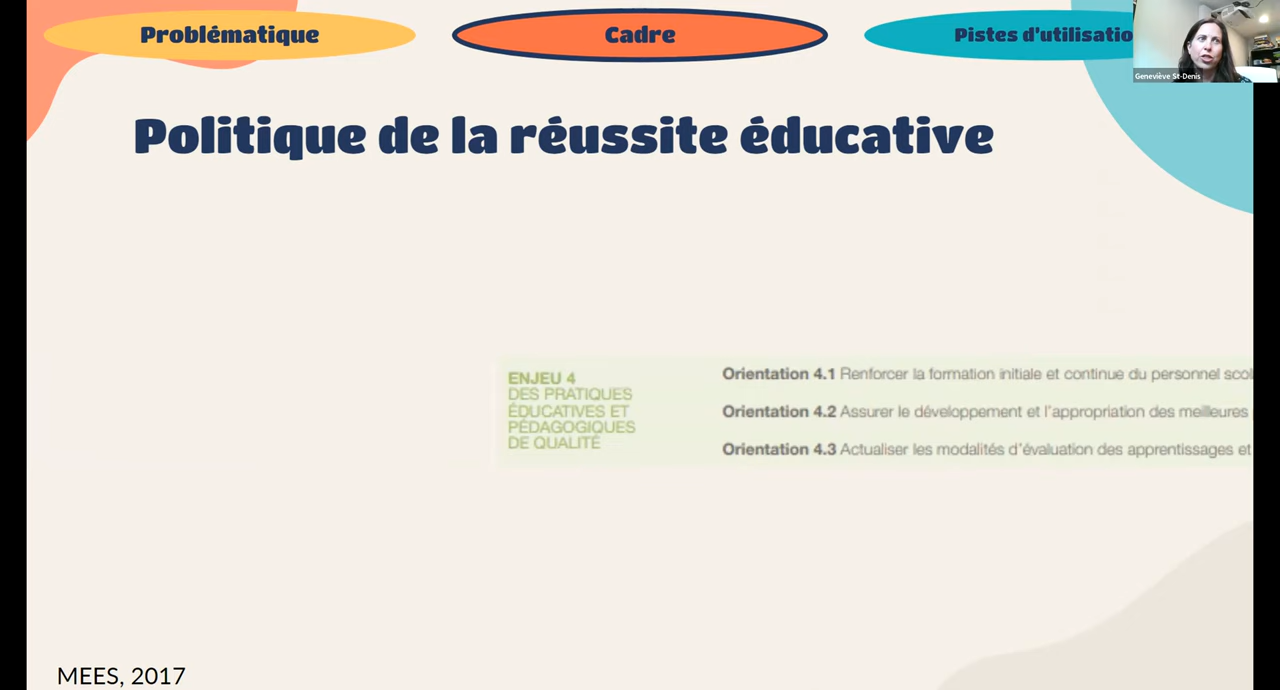 Problématique
Cadre
Pistes d'utilisatio
Geneviève St-Denis
Politique de la réussite éducative
ENJEU 4
DES PRATIQUES
ÉDUCATIVES ET
PÉDAGOGIQUES
DE QUALITÉ
Orientation 4.1 Renforcer la formation initiale et continue du personnel scol
Orientation 4.2 Assurer le développement et l'appropriation des meilleures
Orientation 4.3 Actualiser les modalités d'évaluation des apprentissages et
MEES, 2017